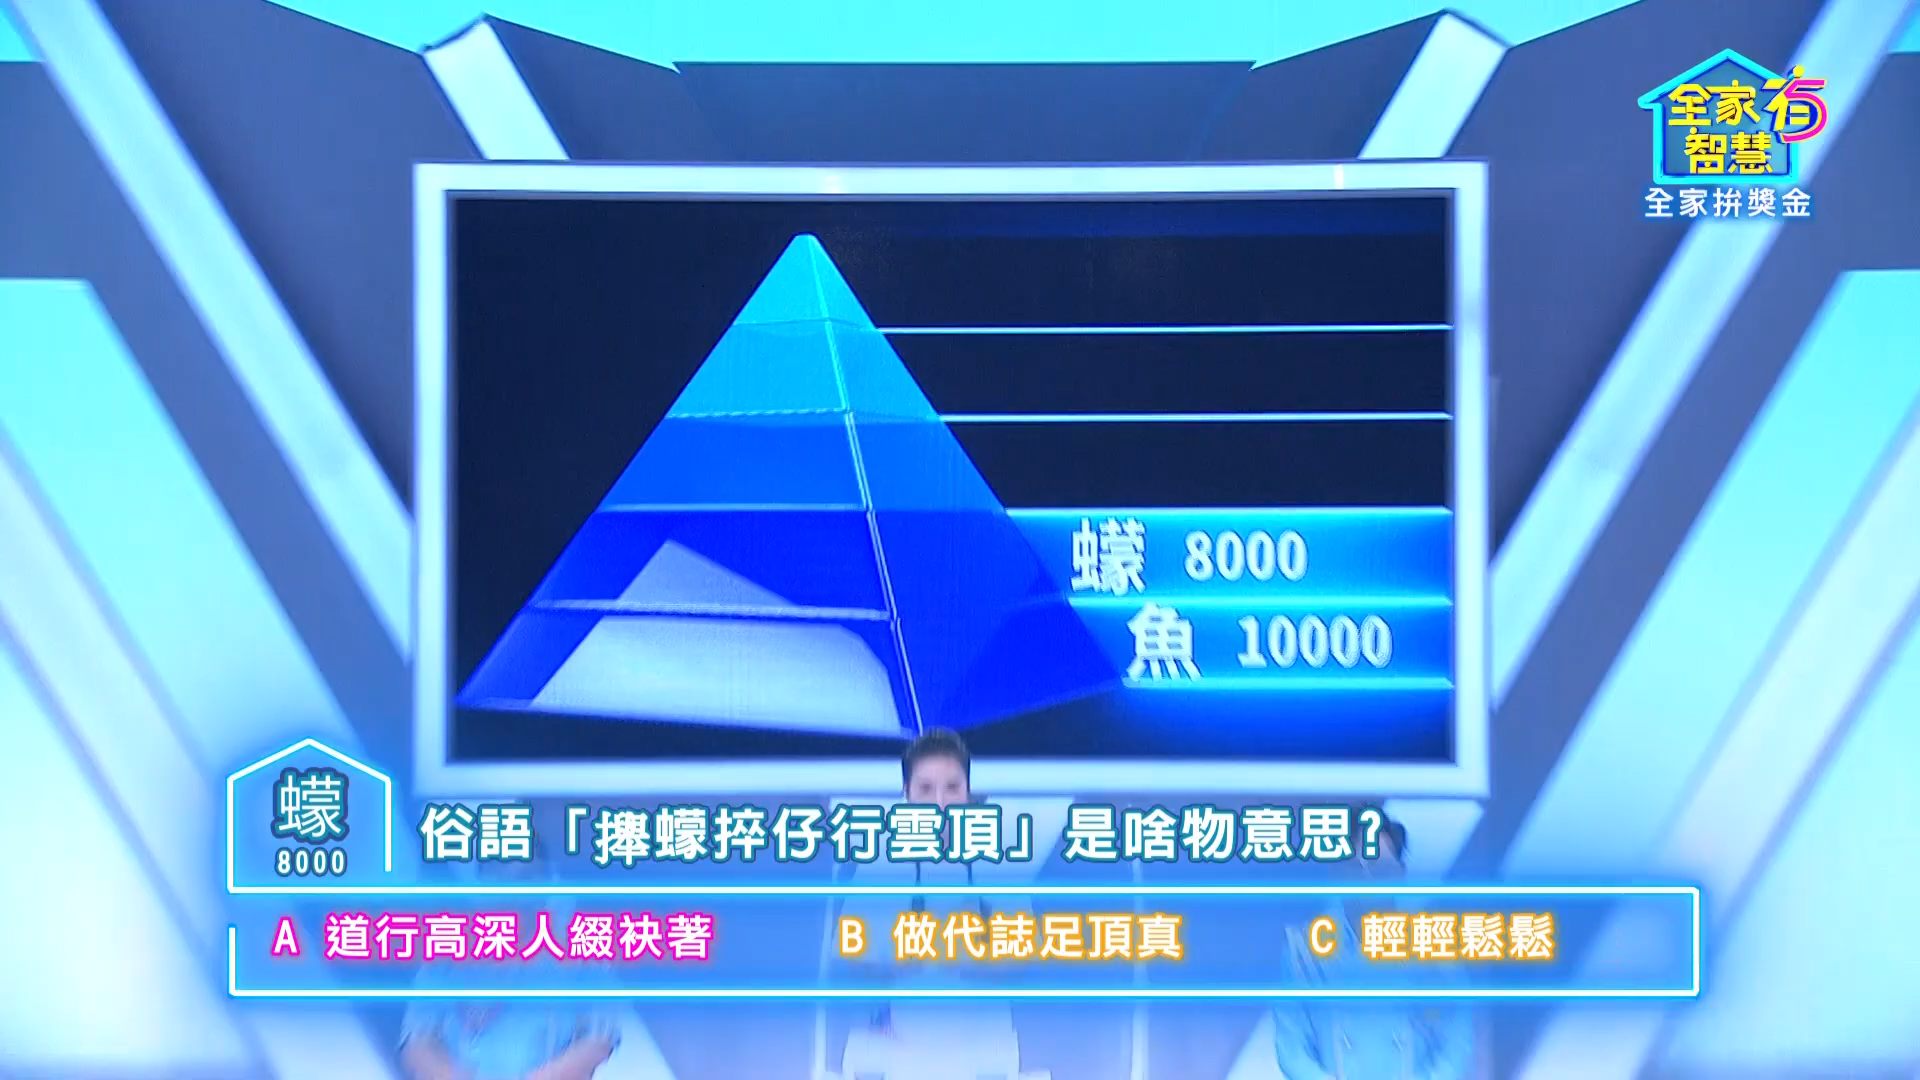 全家有智慧
15
全家拚獎金
蠓 8000
魚 10000
蠓
8000
俗語「攑蠓捽仔行雲頂」是啥物意思?
A 道行高深人綴袂著
B 做代誌足頂真
C 輕輕鬆鬆